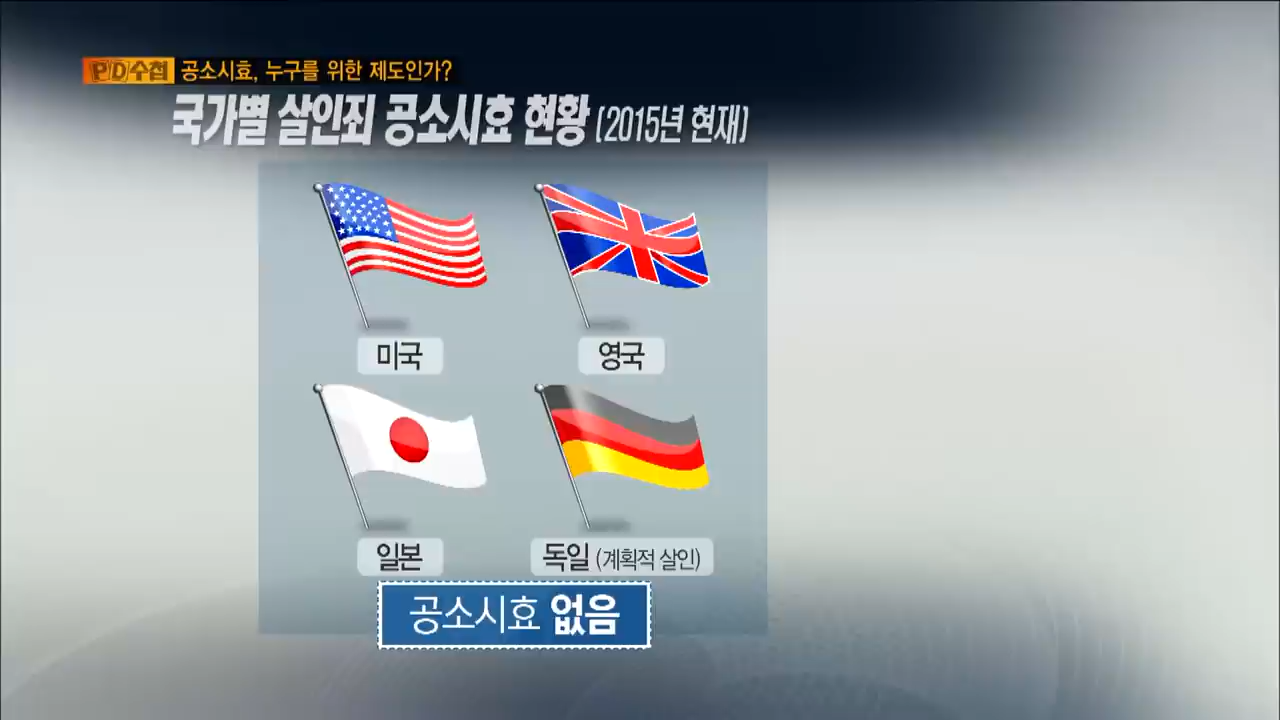 PD수첩 공소시효, 누구를 위한 제도인가?
국가별 살인죄 공소시효 현황 (2015년 현재)
미국 영국
일본 독일 (계획적 살인)
공소시효 없음